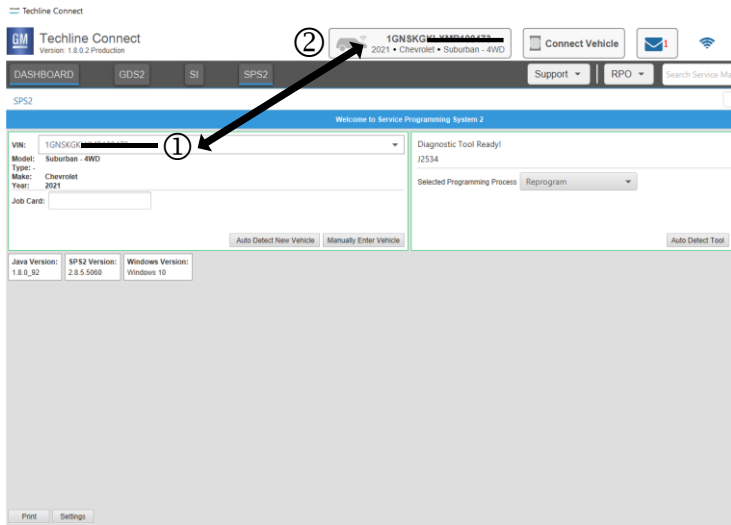 Techline Connect
GM
Techline Connect
Version: 1.8.0.2 Production
②
1GNSKGK
2021 • Chevrolet • Suburban - 4WD
Connect Vehicle
1
DASHBOARD
GDS2
SI
SPS2
Support
RPO
Search Service Ma
SPS2
Welcome to Service Programming System 2
VIN: 1GNSKGK
①
Model: Suburban - 4WD
Type: -
Make: Chevrolet
Year: 2021
Job Card:
Auto Detect New Vehicle
Manually Enter Vehicle
Diagnostic Tool Ready!
J2534
Selected Programming Process Reprogram
Auto Detect Tool
Java Version:
1.8.0_92
SPS2 Version:
2.8.5.5060
Windows Version:
Windows 10
Print
Settings